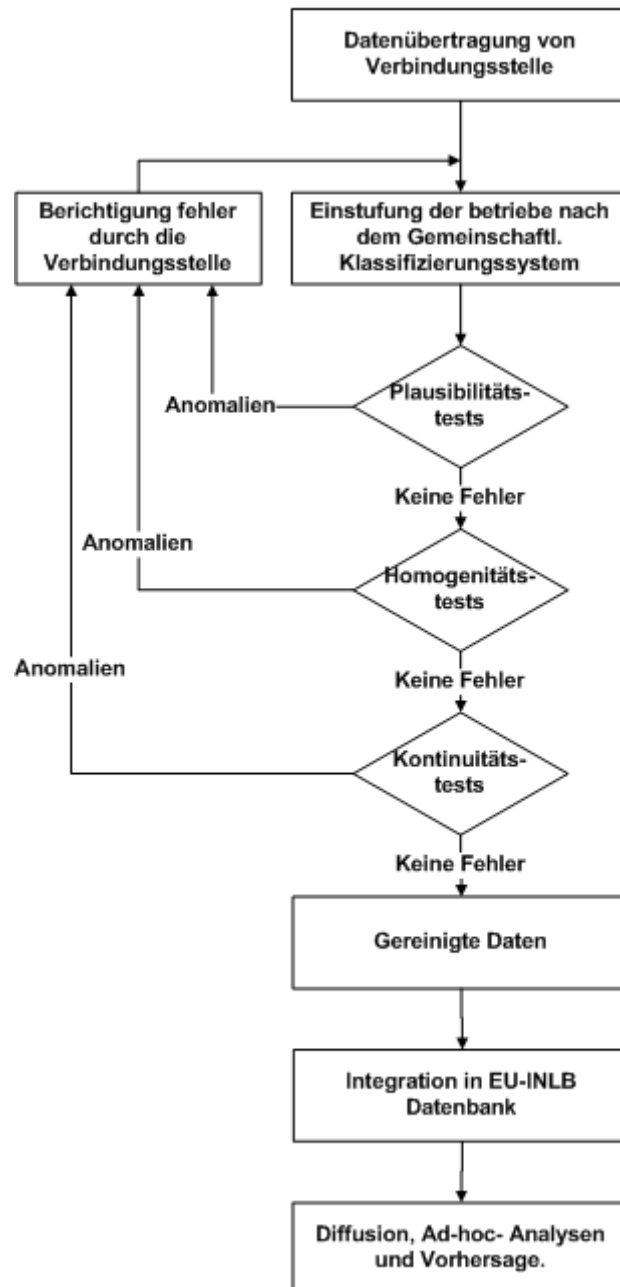 Datenübertragung von
Verbindungsstelle
Berichtigung fehler
durch die
Verbindungsstelle
Einstufung der betriebe nach
dem Gemeinschaftl.
Klassifizierungssystem
Anomalien
Plausibilitäts-
tests
Keine Fehler
Anomalien
Homogenitäts-
tests
Keine Fehler
Anomalien
Kontinuitäts-
tests
Keine Fehler
Gereinigte Daten
Integration in EU-INLB
Datenbank
Diffusion, Ad-hoc- Analysen
und Vorhersage.